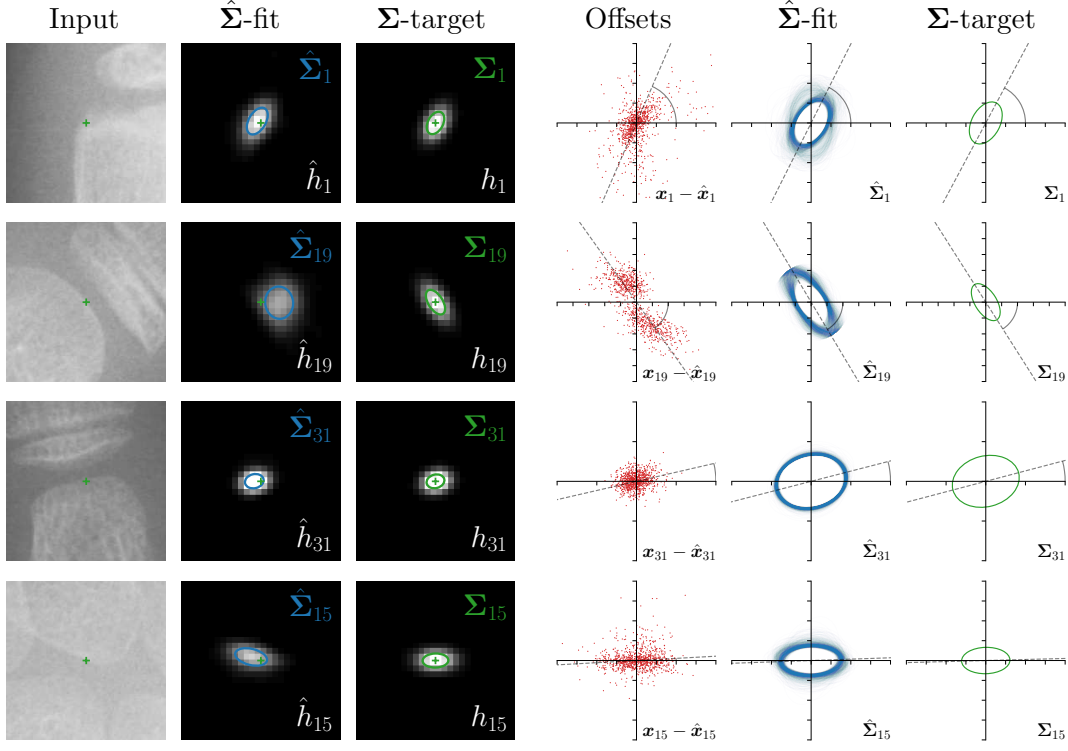 Input Σ̂-fit Σ-target Offsets Σ̂-fit Σ-target
Σ̂₁ Σ₁
ĥ₁ h₁ x₁ − x̂₁ Σ̂₁ Σ₁
Σ̂₁₉ Σ₁₉
ĥ₁₉ h₁₉ x₁₉ − x̂₁₉ Σ̂₁₉ Σ₁₉
Σ̂₃₁ Σ₃₁
ĥ₃₁ h₃₁ x₃₁ − x̂₃₁ Σ̂₃₁ Σ₃₁
Σ̂₁₅ Σ₁₅
ĥ₁₅ h₁₅ x₁₅ − x̂₁₅ Σ̂₁₅ Σ₁₅